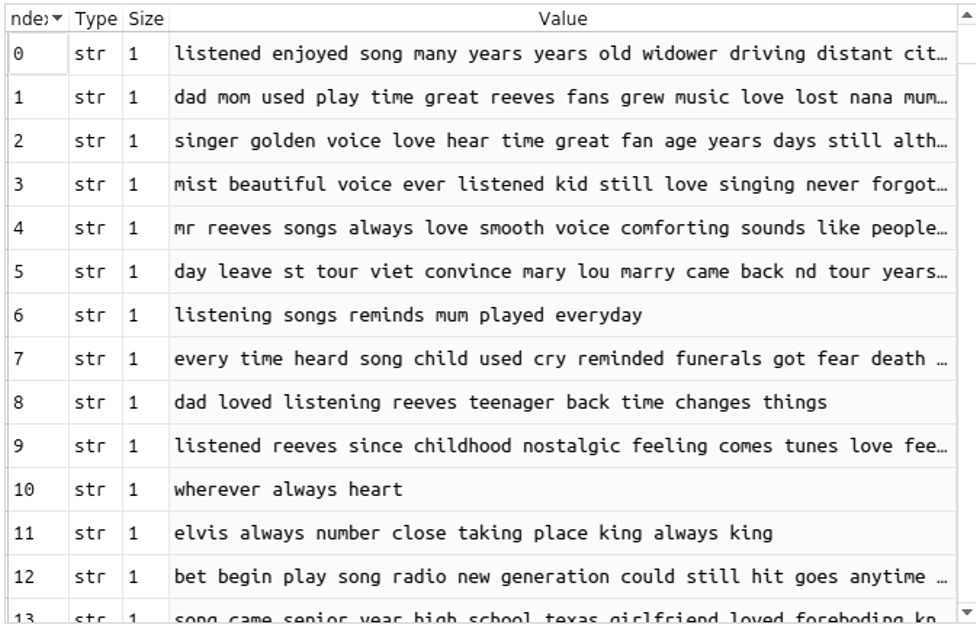 ndex Type Size Value
0 str 1 listened enjoyed song many years years old widower driving distant cit…
1 str 1 dad mom used play time great reeves fans grew music love lost nana mum…
2 str 1 singer golden voice love hear time great fan age years days still alth…
3 str 1 mist beautiful voice ever listened kid still love singing never forgot…
4 str 1 mr reeves songs always love smooth voice comforting sounds like people…
5 str 1 day leave st tour viet convince mary lou marry came back nd tour years…
6 str 1 listening songs reminds mum played everyday
7 str 1 every time heard song child used cry reminded funerals got fear death …
8 str 1 dad loved listening reeves teenager back time changes things
9 str 1 listened reeves since childhood nostalgic feeling comes tunes love fee…
10 str 1 wherever always heart
11 str 1 elvis always number close taking place king always king
12 str 1 bet begin play song radio new generation could still hit goes anytime …
13 str 1 song came senior year high school texas girlfriend loved foreboding kn…